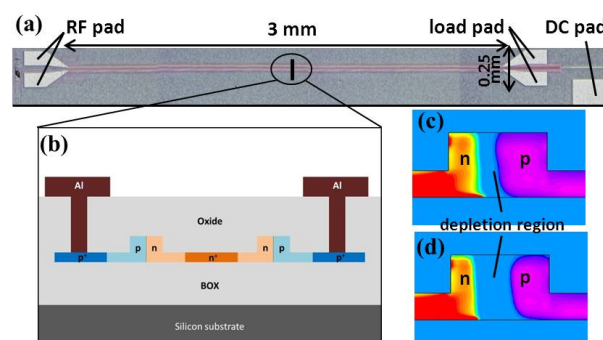 (a)
RF pad
3 mm
load pad
DC pad
0.25
mm
(b)
Al
Al
Oxide
p+
p
n
n+
n
p
p+
BOX
Silicon substrate
(c)
n
p
depletion region
(d)
n
p